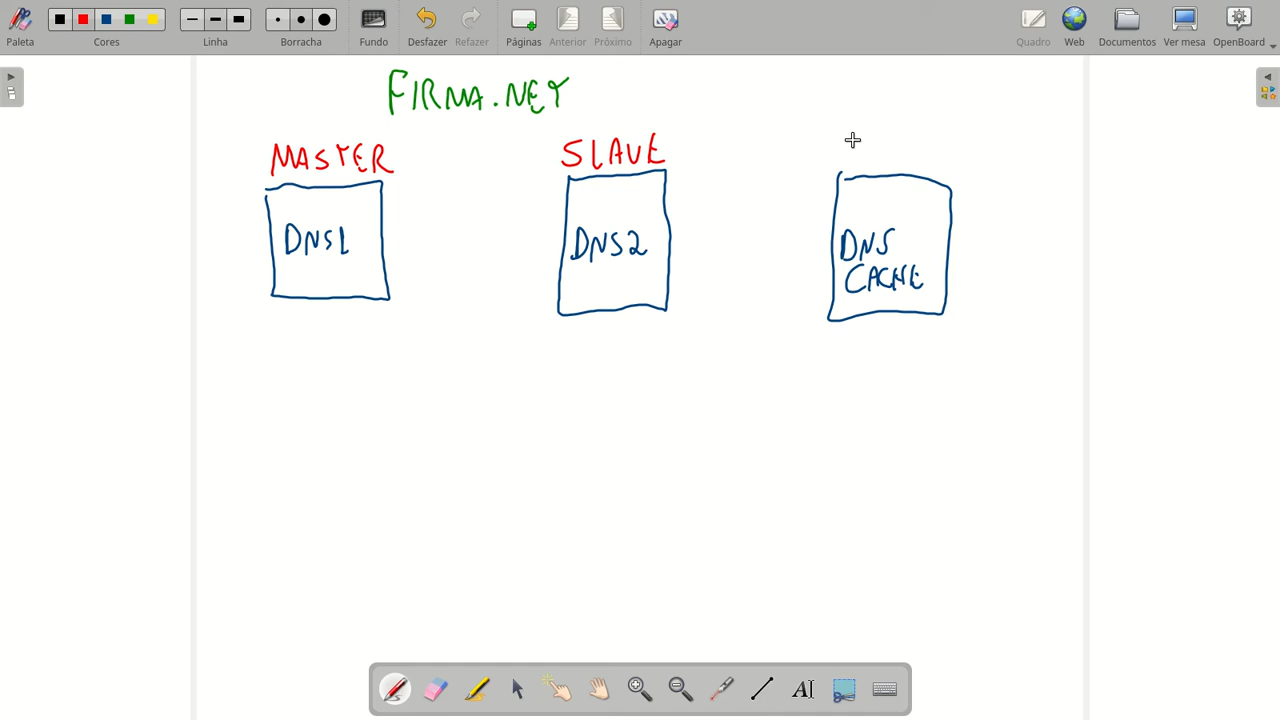 Paleta
Cores
Linha
Borracha
Fundo
Desfazer
Refazer
Páginas
Anterior
Próximo
Apagar
Quadro
Web
Documentos
Ver mesa
OpenBoard
FIRMA.NET
MASTER
SLAVE
DNS1
DNS2
DNS
CACHE
AI